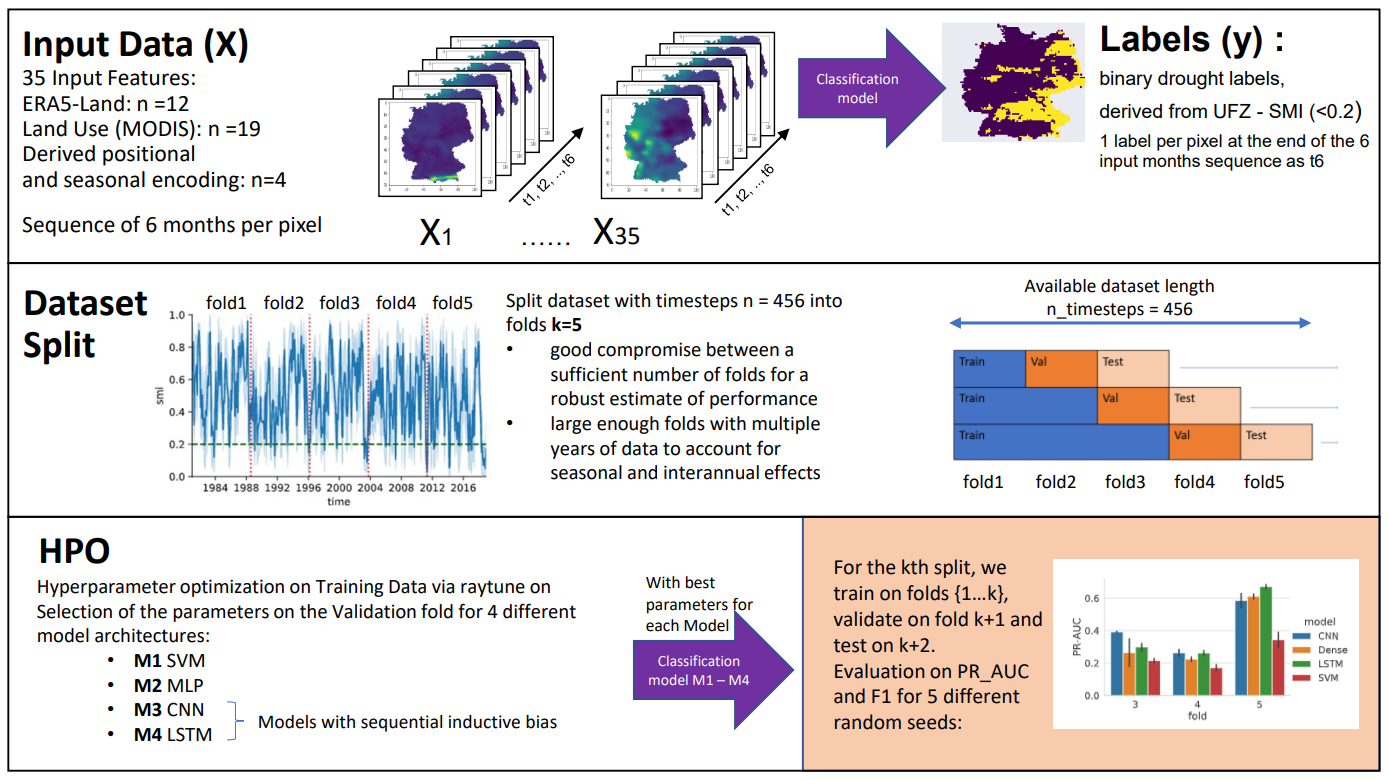 Input Data (X)
35 Input Features:
ERA5-Land: n =12
Land Use (MODIS): n =19
Derived positional
and seasonal encoding: n=4
Sequence of 6 months per pixel
t1, t2, .., t6
X1
......
t1, t2, .., t6
X35
Classification
model
Labels (y) :
binary drought labels,
derived from UFZ - SMI (<0.2)
1 label per pixel at the end of the 6
input months sequence as t6
Dataset
Split
fold1 fold2 fold3 fold4 fold5
1.0
0.8
0.6
0.4
0.2
0.0
smi
1984 1988 1992 1996 2000 2004 2008 2012 2016
time
Split dataset with timesteps n = 456 into
folds k=5
• good compromise between a
sufficient number of folds for a
robust estimate of performance
• large enough folds with multiple
years of data to account for
seasonal and interannual effects
Available dataset length
n_timesteps = 456
Train Val Test
Train Val Test
Train Val Test
fold1 fold2 fold3 fold4 fold5
HPO
Hyperparameter optimization on Training Data via raytune on
Selection of the parameters on the Validation fold for 4 different
model architectures:
• M1 SVM
• M2 MLP
• M3 CNN
• M4 LSTM
Models with sequential inductive bias
With best
parameters for
each Model
Classification
model M1 – M4
For the kth split, we
train on folds {1...k},
validate on fold k+1 and
test on k+2.
Evaluation on PR_AUC
and F1 for 5 different
random seeds:
PR-AUC
0.6
0.4
0.2
0.0
3 4 5
fold
model
CNN
Dense
LSTM
SVM